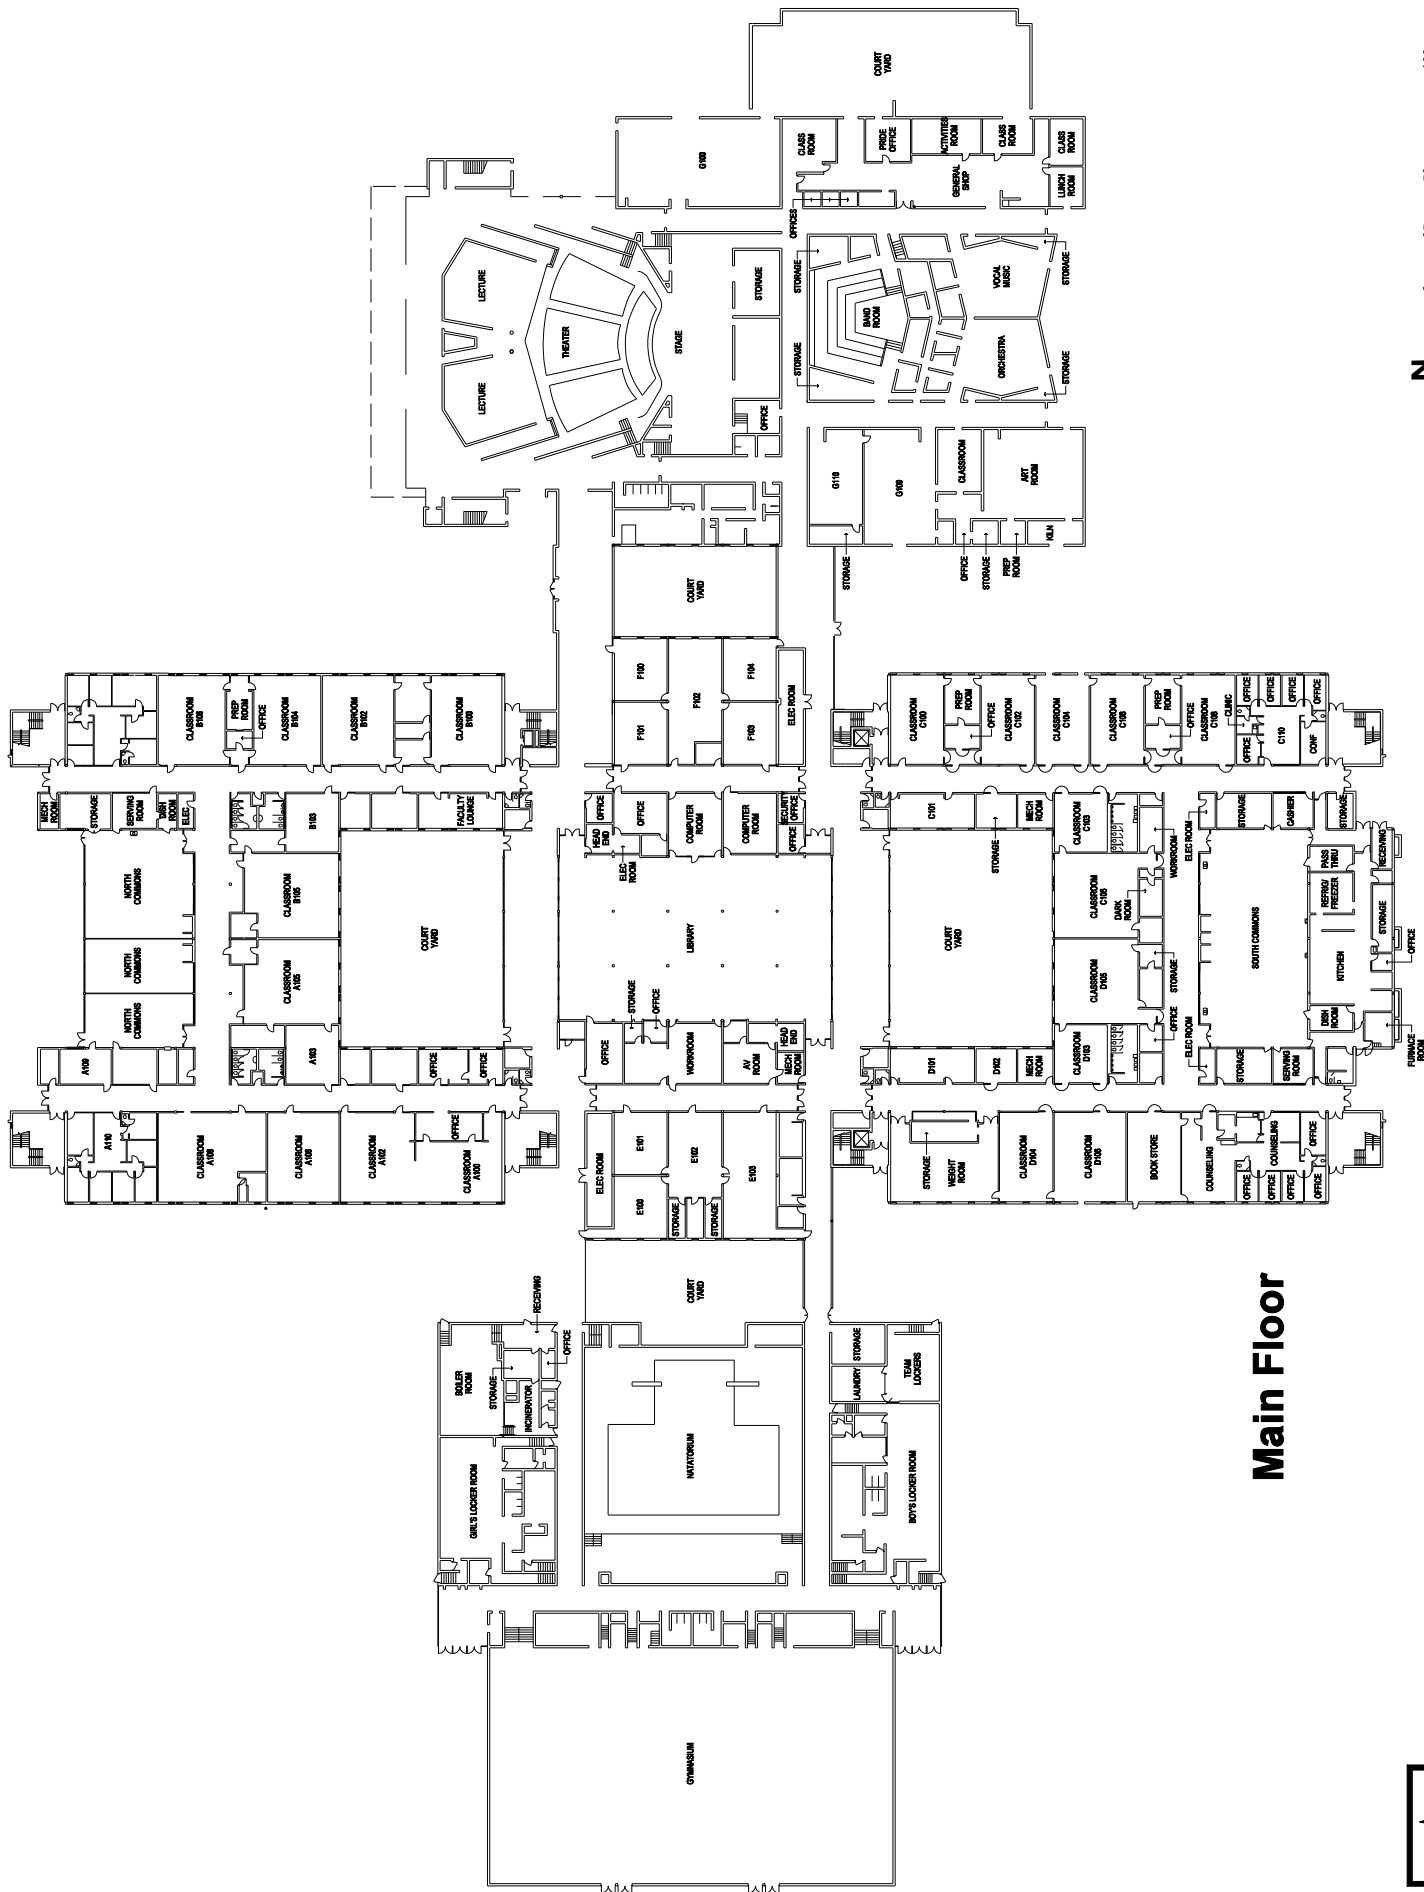 COURT
YARD
G100
CLASS
ROOM
PRIDE
OFFICE
ACTIVITIES
ROOM
CLASS
ROOM
CLASS
ROOM
LUNCH
ROOM
GENERAL
SHOP
OFFICES
LECTURE
LECTURE
THEATER
STAGE
STORAGE
OFFICE
STORAGE
STORAGE
BAND
ROOM
VOCAL
MUSIC
ORCHESTRA
STORAGE
STORAGE
N
G110
G109
CLASSROOM
ART
ROOM
STORAGE
OFFICE
STORAGE
PREP
ROOM
KILN
COURT
YARD
CLASSROOM
B108
PREP
ROOM
OFFICE
CLASSROOM
B104
CLASSROOM
B102
CLASSROOM
B100
F100
F101
F102
F104
F103
ELEC ROOM
CLASSROOM
C100
PREP
ROOM
OFFICE
CLASSROOM
C102
CLASSROOM
C104
CLASSROOM
C106
PREP
ROOM
OFFICE
CLASSROOM
C108
CLINIC
OFFICE
OFFICE
OFFICE
OFFICE
OFFICE
C110
CONF
MECH
ROOM
STORAGE
SERVING
ROOM
DISH
ROOM
ELEC
B103
FACULTY
LOUNGE
OFFICE
HEAD
END
OFFICE
ELEC
ROOM
COMPUTER
ROOM
COMPUTER
ROOM
SECURITY
OFFICE
OFFICE
C101
STORAGE
MECH
ROOM
CLASSROOM
C103
WORKROOM
ELEC ROOM
STORAGE
CASHIER
STORAGE
RECEIVING
NORTH
COMMONS
NORTH
COMMONS
NORTH
COMMONS
CLASSROOM
B105
CLASSROOM
A105
COURT
YARD
LIBRARY
COURT
YARD
CLASSROOM
C105
DARK
ROOM
CLASSROOM
D105
STORAGE
OFFICE
SOUTH COMMONS
PASS
THRU
REFRIG/
FREEZER
STORAGE
KITCHEN
OFFICE
DISH
ROOM
FURNACE
ROOM
A109
A103
OFFICE
OFFICE
OFFICE
STORAGE
OFFICE
WORKROOM
AV
ROOM
HEAD
END
MECH
ROOM
D101
D102
MECH
ROOM
CLASSROOM
D103
ELEC ROOM
STORAGE
SERVING
ROOM
A110
CLASSROOM
A108
CLASSROOM
A106
CLASSROOM
A102
OFFICE
CLASSROOM
A100
ELEC ROOM
E101
E100
E102
STORAGE
STORAGE
E103
STORAGE
WEIGHT
ROOM
CLASSROOM
D104
CLASSROOM
D106
BOOK STORE
COUNSELING
COUNSELING
OFFICE
OFFICE
OFFICE
OFFICE
OFFICE
COURT
YARD
RECEIVING
OFFICE
BOILER
ROOM
STORAGE
INCINERATOR
GIRL'S LOCKER ROOM
NATATORIUM
STORAGE
LAUNDRY
TEAM
LOCKERS
BOY'S LOCKER ROOM
GYMNASIUM
Main Floor